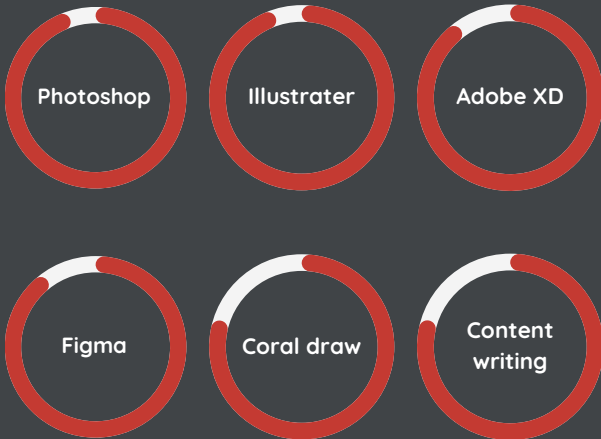 Photoshop
Illustrater
Adobe XD
Figma
Coral draw
Content
writing